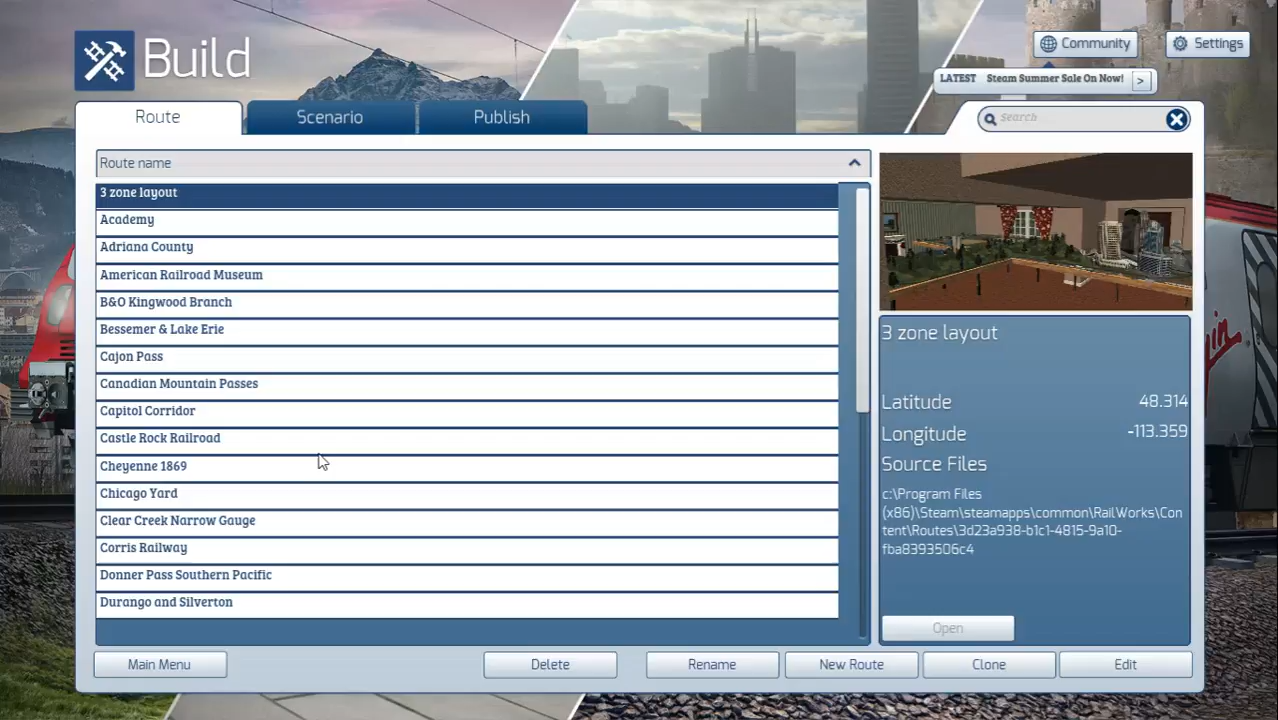 Build
Community
Settings
LATEST Steam Summer Sale On Now! >
Route
Scenario
Publish
Search
Route name
3 zone layout
Academy
Adriana County
American Railroad Museum
B&O Kingwood Branch
Bessemer & Lake Erie
Cajon Pass
Canadian Mountain Passes
Capitol Corridor
Castle Rock Railroad
Cheyenne 1869
Chicago Yard
Clear Creek Narrow Gauge
Corris Railway
Donner Pass Southern Pacific
Durango and Silverton
3 zone layout
Latitude 48.314
Longitude -113.359
Source Files
c:\Program Files
(x86)\Steam\steamapps\common\RailWorks\Con
tent\Routes\3d23a938-b1c1-4815-9a10-
fba8393506c4
Open
Main Menu
Delete
Rename
New Route
Clone
Edit